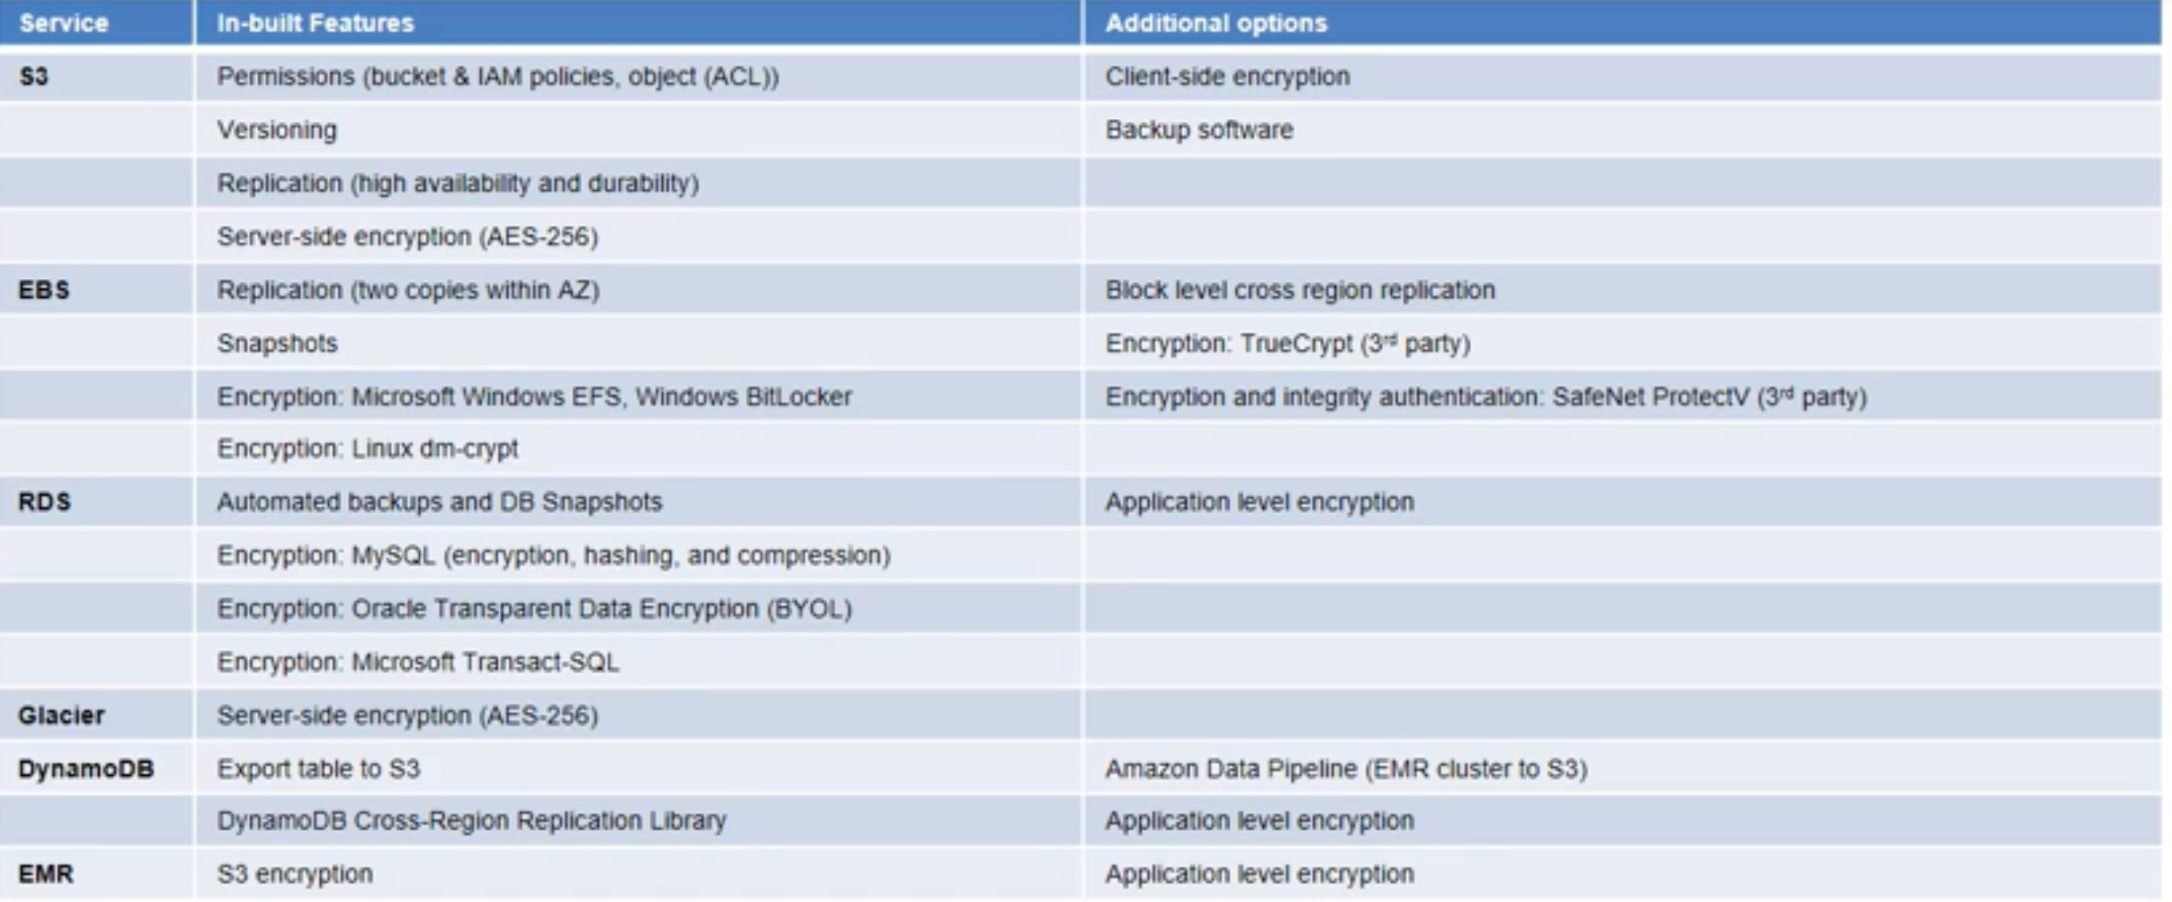 Service In-built Features Additional options
S3 Permissions (bucket & IAM policies, object (ACL)) Client-side encryption
Versioning Backup software
Replication (high availability and durability)
Server-side encryption (AES-256)
EBS Replication (two copies within AZ) Block level cross region replication
Snapshots Encryption: TrueCrypt (3rd party)
Encryption: Microsoft Windows EFS, Windows BitLocker Encryption and integrity authentication: SafeNet ProtectV (3rd party)
Encryption: Linux dm-crypt
RDS Automated backups and DB Snapshots Application level encryption
Encryption: MySQL (encryption, hashing, and compression)
Encryption: Oracle Transparent Data Encryption (BYOL)
Encryption: Microsoft Transact-SQL
Glacier Server-side encryption (AES-256)
DynamoDB Export table to S3 Amazon Data Pipeline (EMR cluster to S3)
DynamoDB Cross-Region Replication Library Application level encryption
EMR S3 encryption Application level encryption